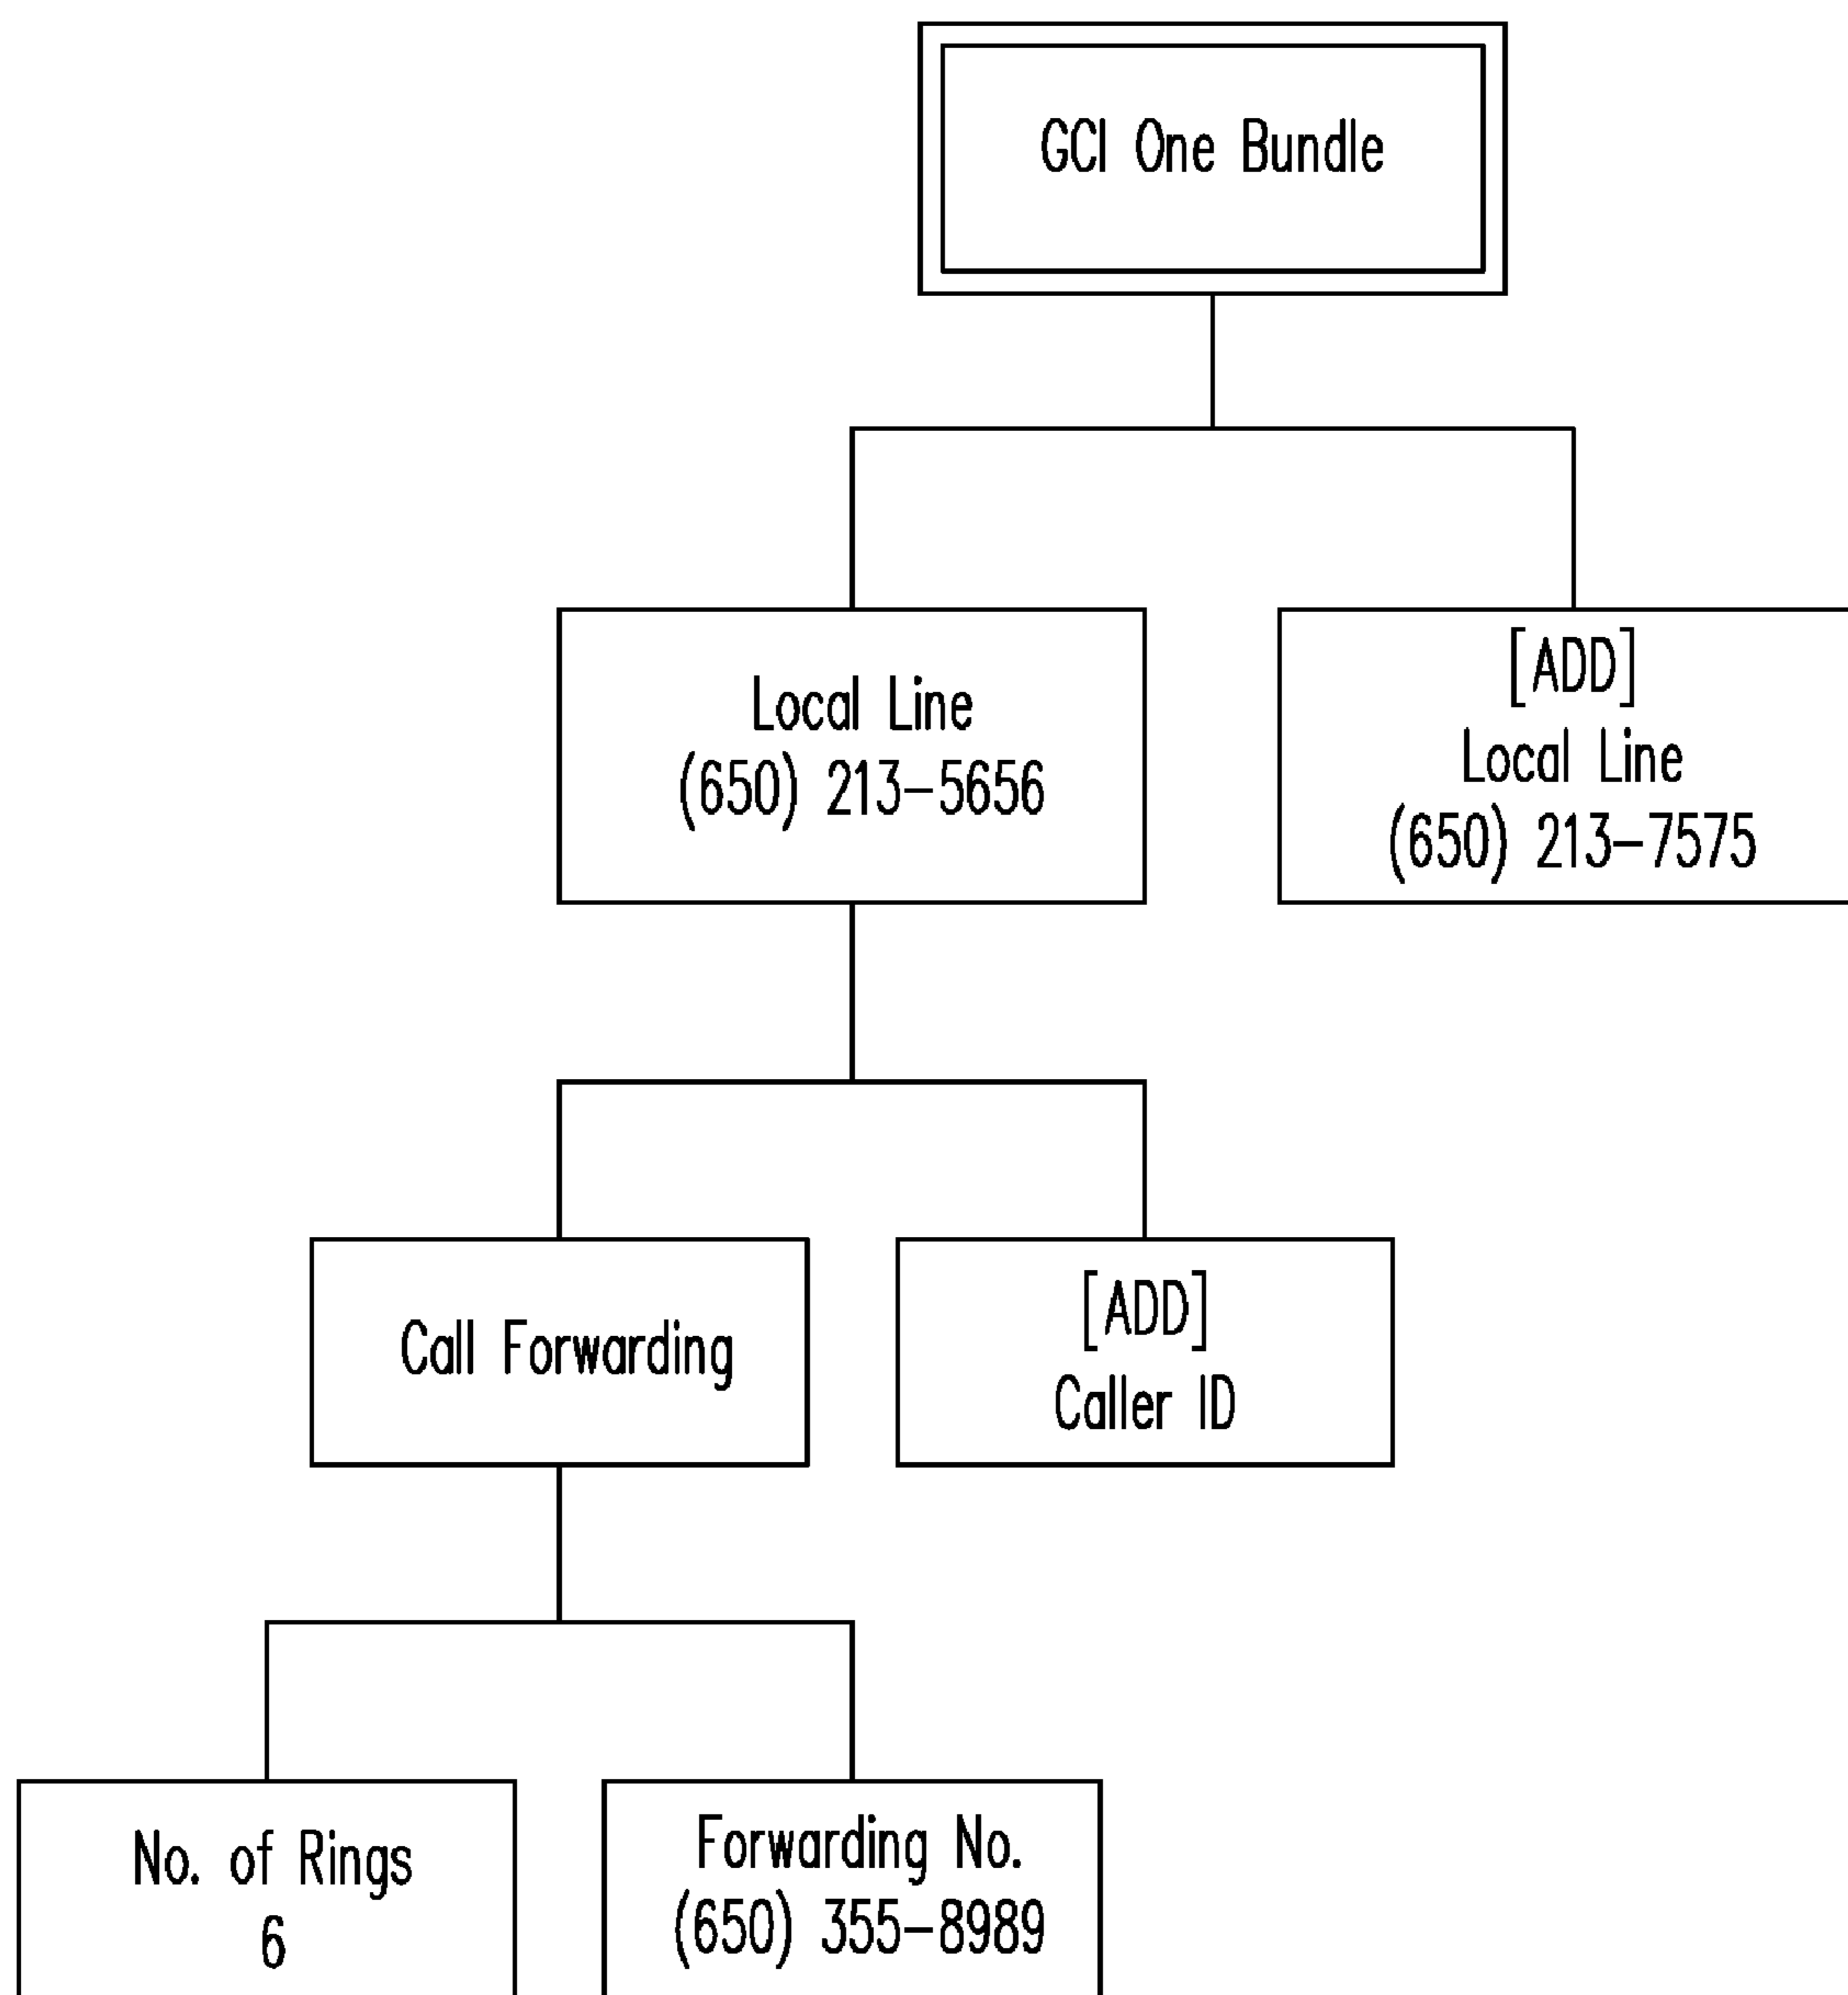 GCI One Bundle
Local Line
(650) 213-5656
[ADD]
Local Line
(650) 213-7575
Call Forwarding
[ADD]
Caller ID
No. of Rings
6
Forwarding No.
(650) 355-8989